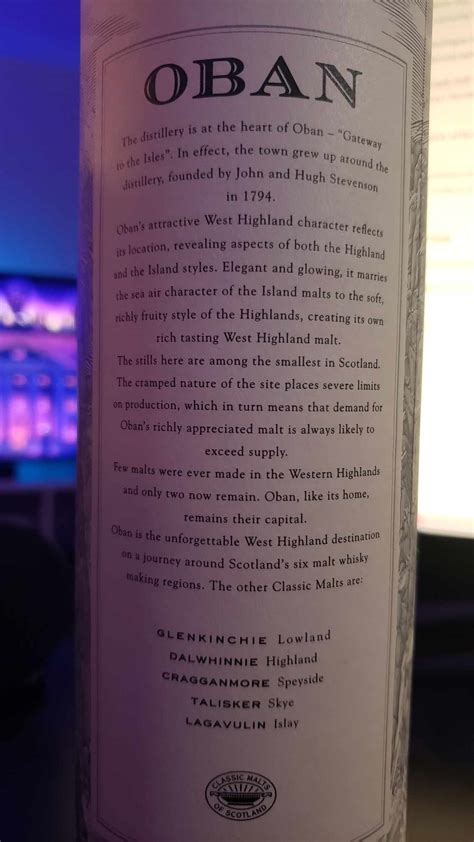 OBAN
The distillery is at the heart of Oban – "Gateway
to the Isles". In effect, the town grew up around the
distillery, founded by John and Hugh Stevenson
in 1794.
Oban's attractive West Highland character reflects
its location, revealing aspects of both the Highland
and the Island styles. Elegant and glowing, it marries
the sea air character of the Island malts to the soft,
richly fruity style of the Highlands, creating its own
rich tasting West Highland malt.
The stills here are among the smallest in Scotland.
The cramped nature of the site places severe limits
on production, which in turn means that demand for
Oban's richly appreciated malt is always likely to
exceed supply.
Few malts were ever made in the Western Highlands
and only two now remain. Oban, like its home,
remains their capital.
Oban is the unforgettable West Highland destination
on a journey around Scotland's six malt whisky
making regions. The other Classic Malts are:
GLENKINCHIE Lowland
DALWHINNIE Highland
CRAGGANMORE Speyside
TALISKER Skye
LAGAVULIN Islay
CLASSIC MALTS
OF SCOTLAND